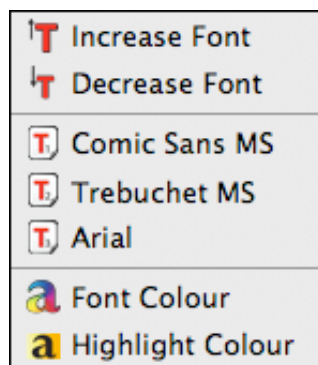 Increase Font
Decrease Font
Comic Sans MS
Trebuchet MS
Arial
Font Colour
Highlight Colour